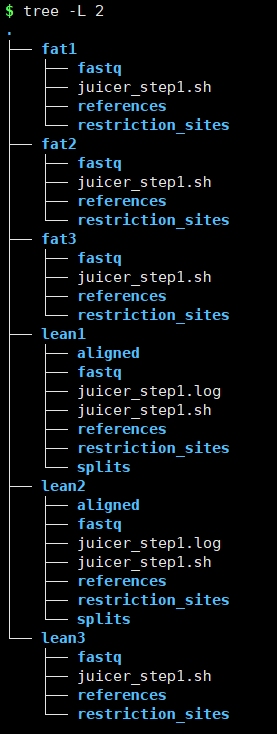 $ tree -L 2
.
├── fat1
│   ├── fastq
│   ├── juicer_step1.sh
│   ├── references
│   └── restriction_sites
├── fat2
│   ├── fastq
│   ├── juicer_step1.sh
│   ├── references
│   └── restriction_sites
├── fat3
│   ├── fastq
│   ├── juicer_step1.sh
│   ├── references
│   └── restriction_sites
├── lean1
│   ├── aligned
│   ├── fastq
│   ├── juicer_step1.log
│   ├── juicer_step1.sh
│   ├── references
│   ├── restriction_sites
│   └── splits
├── lean2
│   ├── aligned
│   ├── fastq
│   ├── juicer_step1.log
│   ├── juicer_step1.sh
│   ├── references
│   ├── restriction_sites
│   └── splits
└── lean3
    ├── fastq
    ├── juicer_step1.sh
    ├── references
    └── restriction_sites